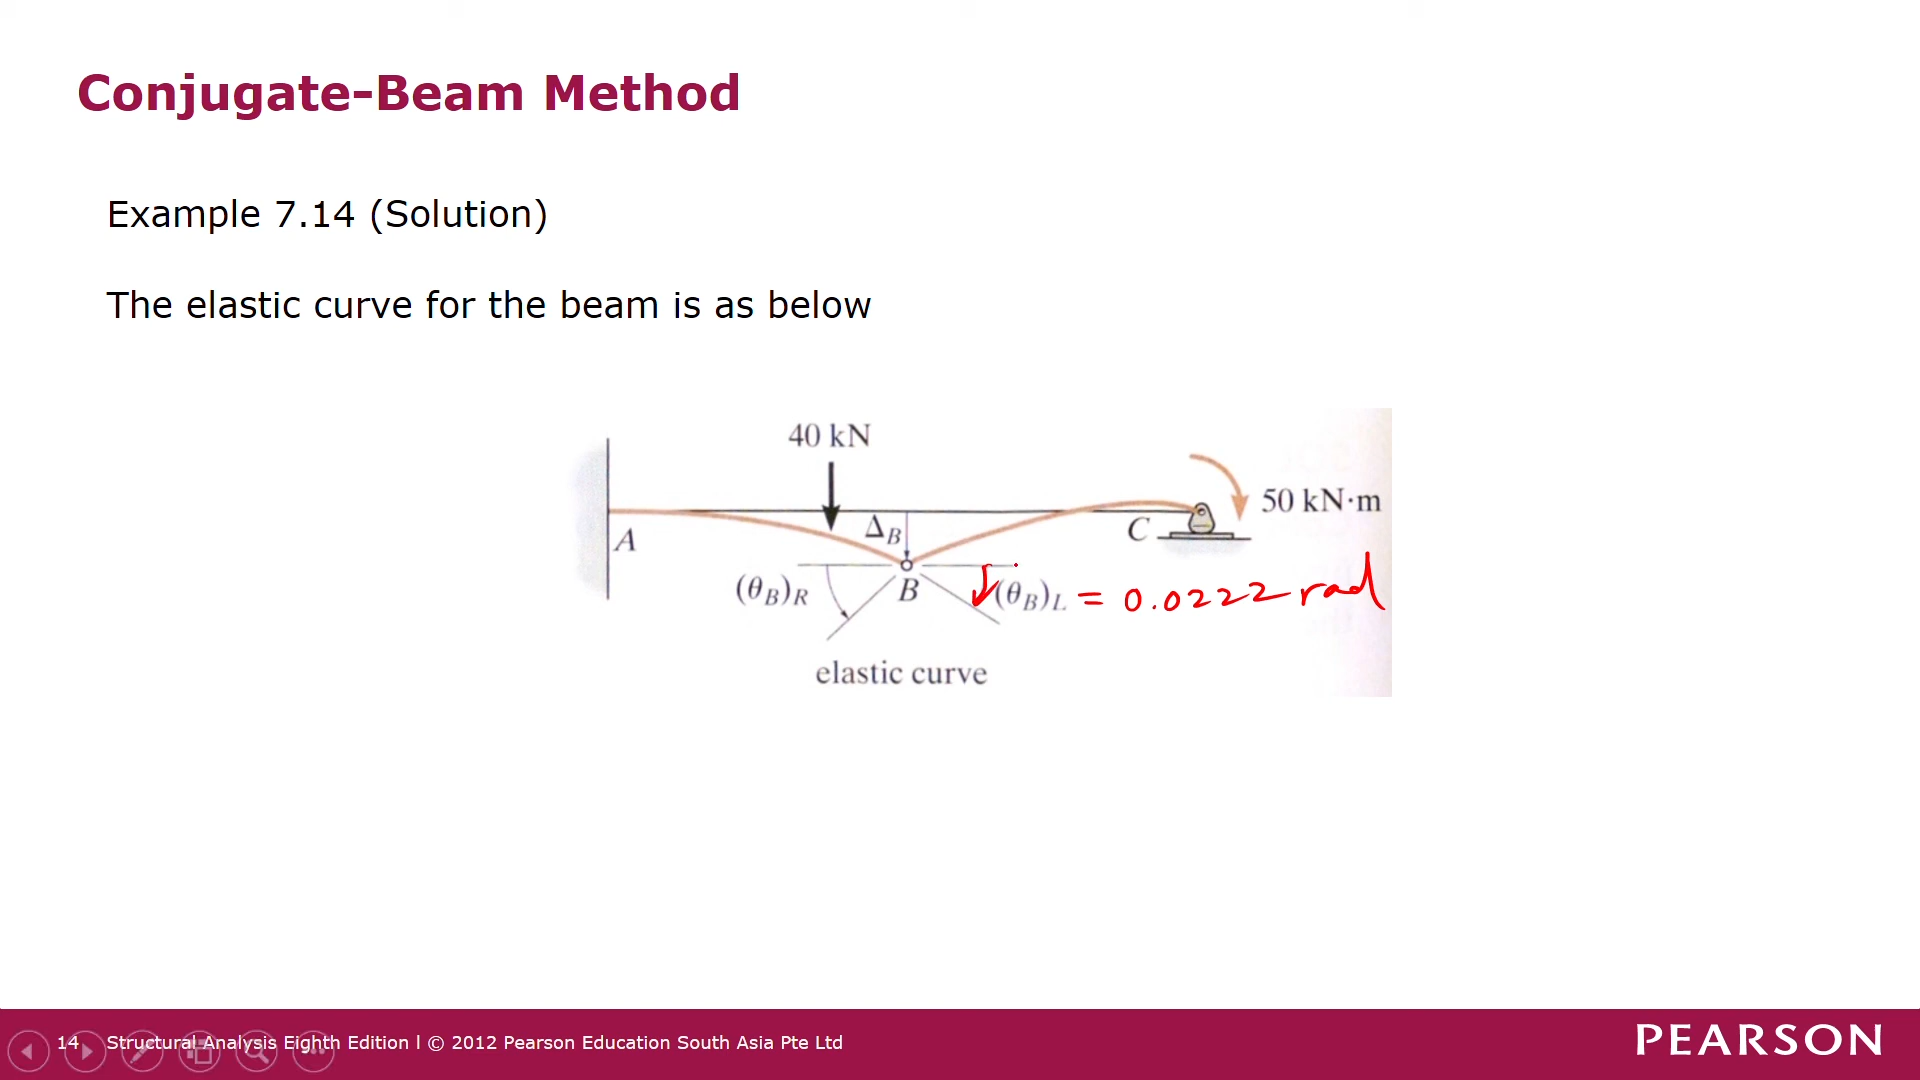 Conjugate-Beam Method
Example 7.14 (Solution)
The elastic curve for the beam is as below
40 kN
50 kN·m
Δ_B
C
A
(θ_B)_R
B
(θ_B)_L = 0.0222 rad
elastic curve
14 Structural Analysis Eighth Edition l © 2012 Pearson Education South Asia Pte Ltd
PEARSON